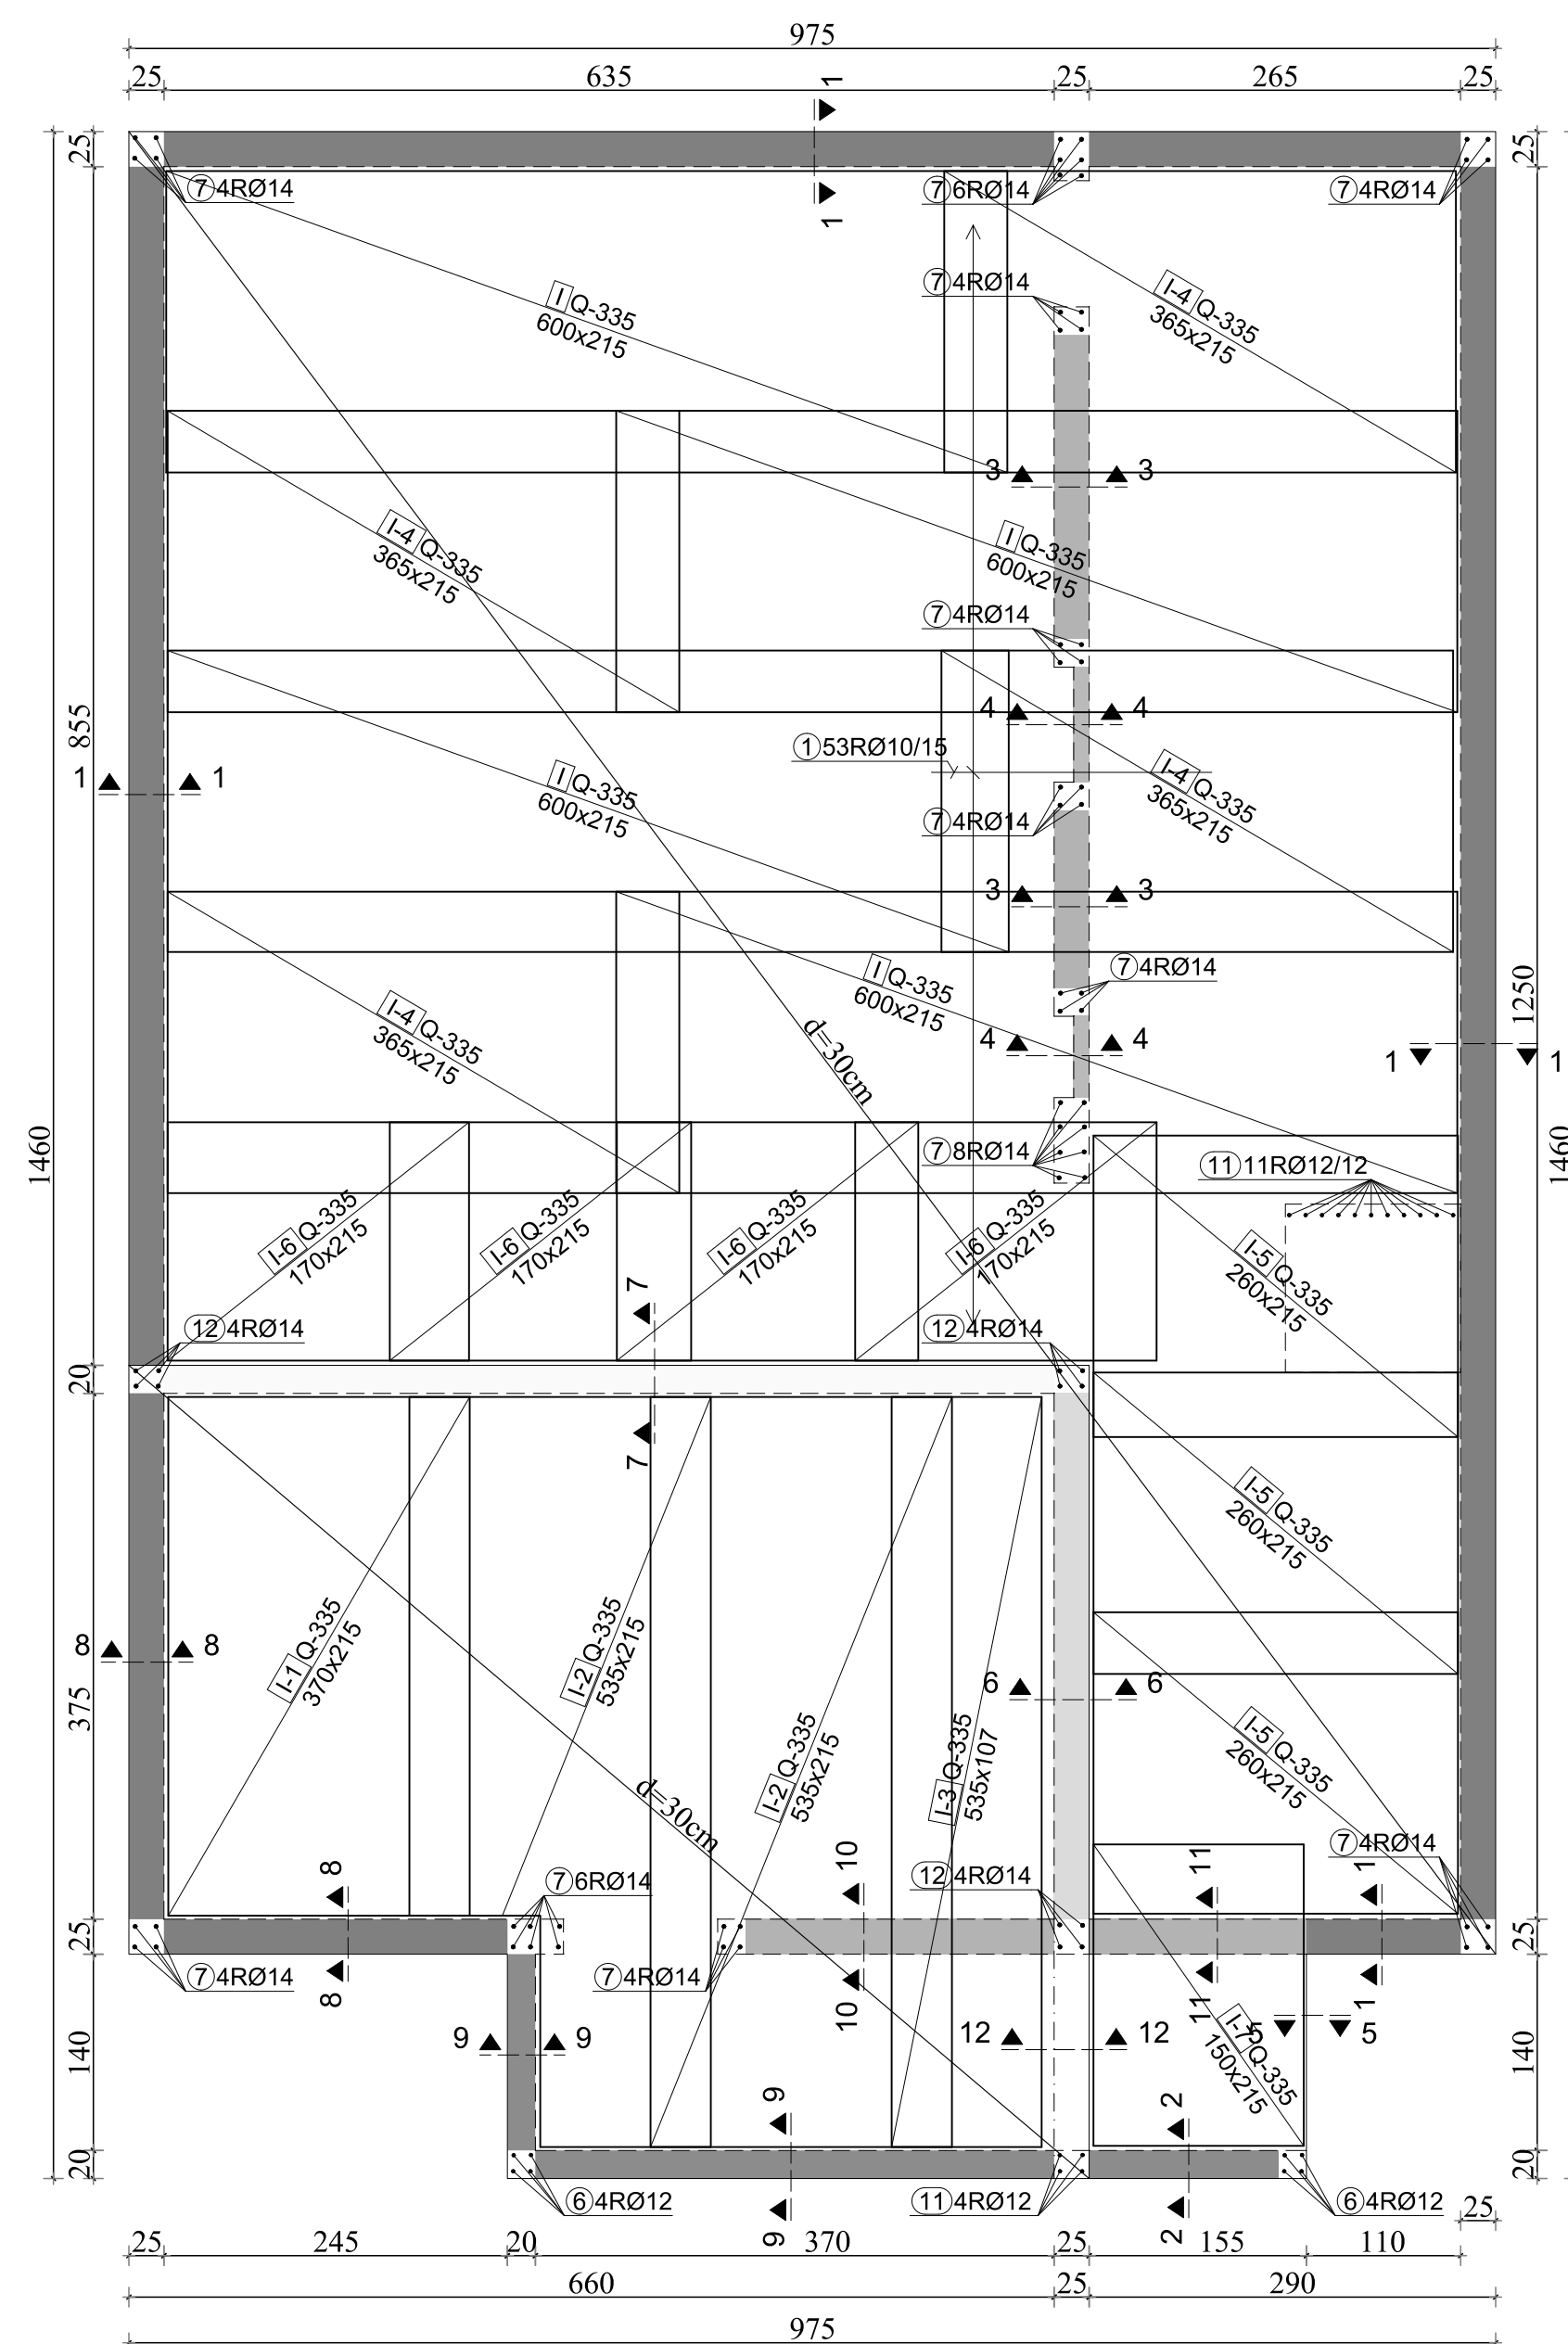 975
25 635 25 265 25
1
25 25
1
⑦4RØ14 ⑦6RØ14 ⑦4RØ14
⑦4RØ14
I Q-335
600x215
I-4 Q-335
365x215
3 3
I-4 Q-335
365x215
I Q-335
600x215
⑦4RØ14
4 4
855
①53RØ10/15
1 1
I Q-335
600x215
I-4 Q-335
365x215
⑦4RØ14
3 3
⑦4RØ14
I Q-335
600x215
I-4 Q-335
365x215
1250
d=30cm
4 4
1 1
1460 1460
⑦8RØ14
⑪11RØ12/12
I-6 Q-335
170x215
I-6 Q-335
170x215
I-6 Q-335
170x215
I-6 Q-335
170x215
I-5 Q-335
260x215
7
⑫4RØ14 ⑫4RØ14
20
7
I-5 Q-335
260x215
8 8
I-1 Q-335
370x215
I-2 Q-335
535x215
I-2 Q-335
535x215
I-3 Q-335
535x107
6 6
375
I-5 Q-335
260x215
d=30cm
⑦4RØ14
8 10 11 1
⑦6RØ14 ⑫4RØ14
25 25
⑦4RØ14 ⑦4RØ14
8 10 11 1
I-7 Q-335
150x215
5 5
9 9 12 12
140 140
9 2
20 20
⑥4RØ12 ⑪4RØ12 ⑥4RØ12
9 2
25
25 245 20 370 25 155 110
660 25 290
975